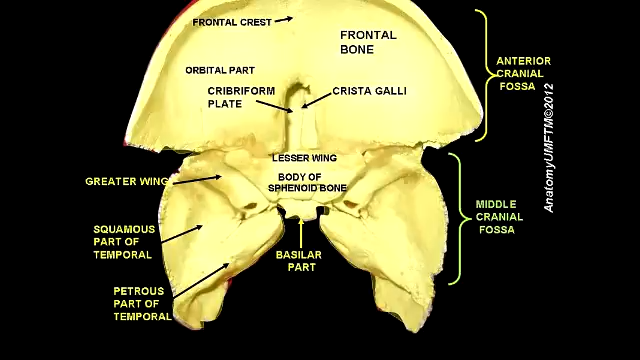 FRONTAL CREST
FRONTAL
BONE
ORBITAL PART
CRIBRIFORM
PLATE
CRISTA GALLI
ANTERIOR
CRANIAL
FOSSA
LESSER WING
BODY OF
SPHENOID BONE
GREATER WING
SQUAMOUS
PART OF
TEMPORAL
BASILAR
PART
PETROUS
PART OF
TEMPORAL
MIDDLE
CRANIAL
FOSSA
AnatomyUMFTM©2012